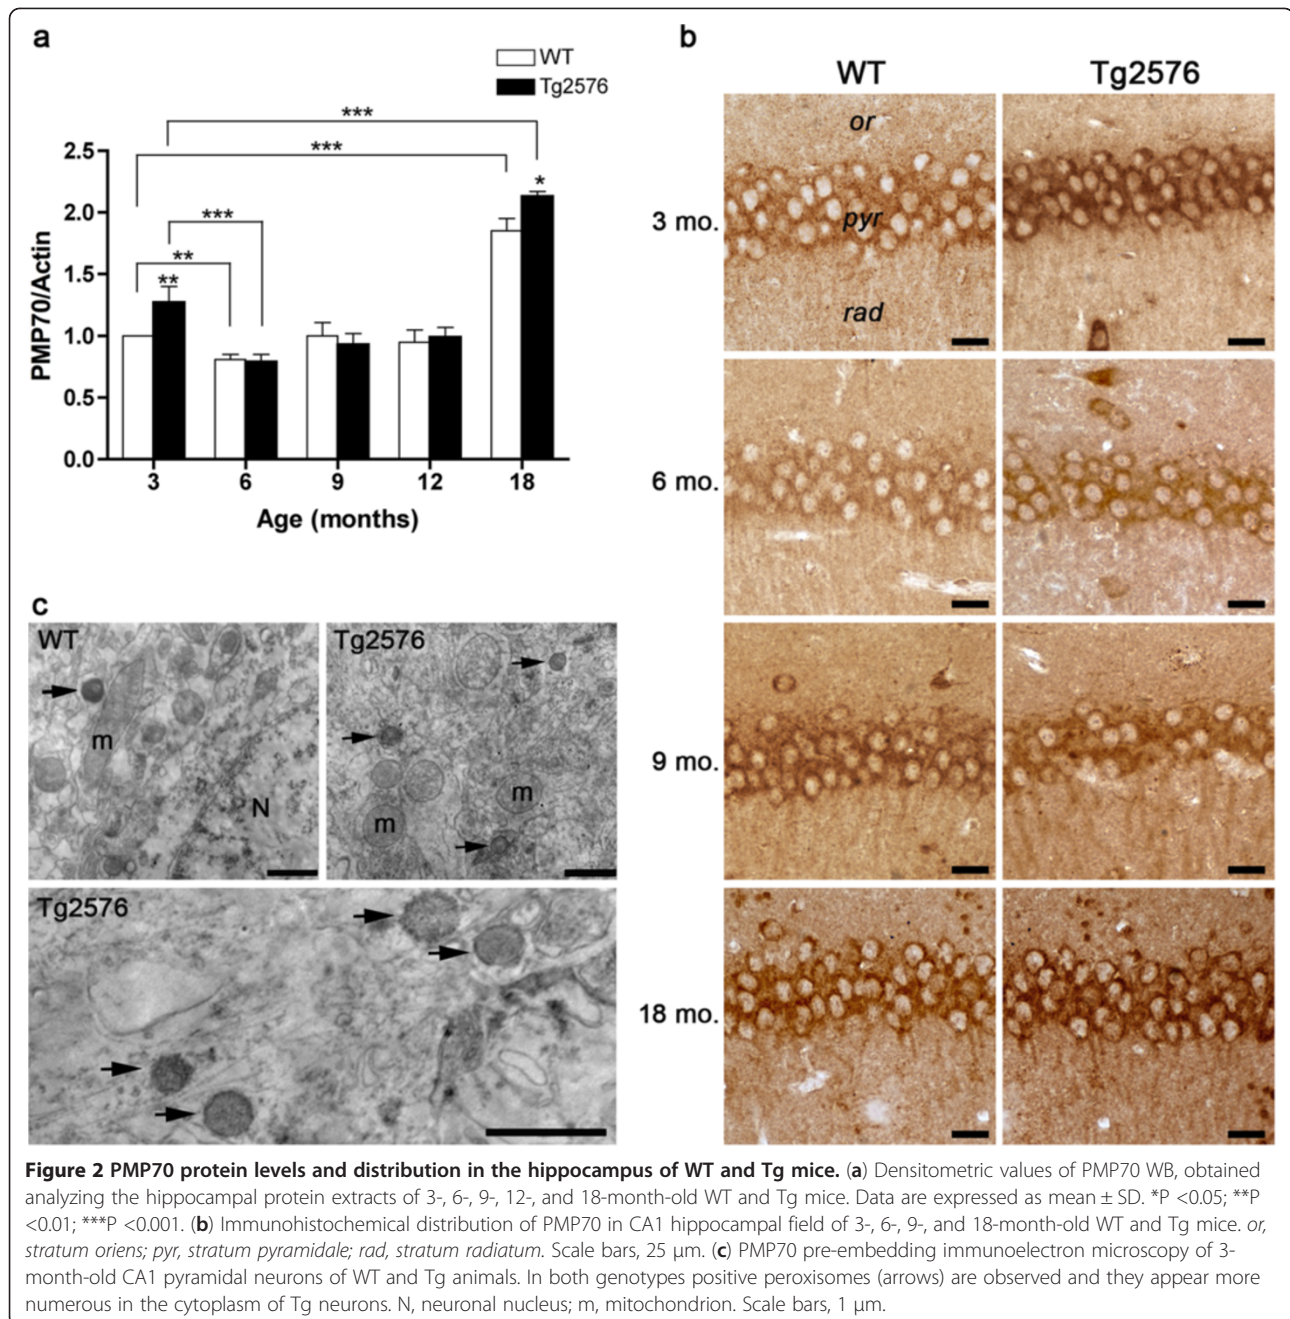 a
WT
Tg2576
***
***
***
**
**
*
2.5
2.0
1.5
1.0
0.5
0.0
PMP70/Actin
3 6 9 12 18
Age (months)
b
WT Tg2576
or
pyr
rad
3 mo.
6 mo.
9 mo.
18 mo.
c
WT
m
N
Tg2576
m
m
Tg2576
Figure 2 PMP70 protein levels and distribution in the hippocampus of WT and Tg mice. (a) Densitometric values of PMP70 WB, obtained
analyzing the hippocampal protein extracts of 3-, 6-, 9-, 12-, and 18-month-old WT and Tg mice. Data are expressed as mean ± SD. *P <0.05; **P
<0.01; ***P <0.001. (b) Immunohistochemical distribution of PMP70 in CA1 hippocampal field of 3-, 6-, 9-, and 18-month-old WT and Tg mice. or,
stratum oriens; pyr, stratum pyramidale; rad, stratum radiatum. Scale bars, 25 μm. (c) PMP70 pre-embedding immunoelectron microscopy of 3-
month-old CA1 pyramidal neurons of WT and Tg animals. In both genotypes positive peroxisomes (arrows) are observed and they appear more
numerous in the cytoplasm of Tg neurons. N, neuronal nucleus; m, mitochondrion. Scale bars, 1 μm.